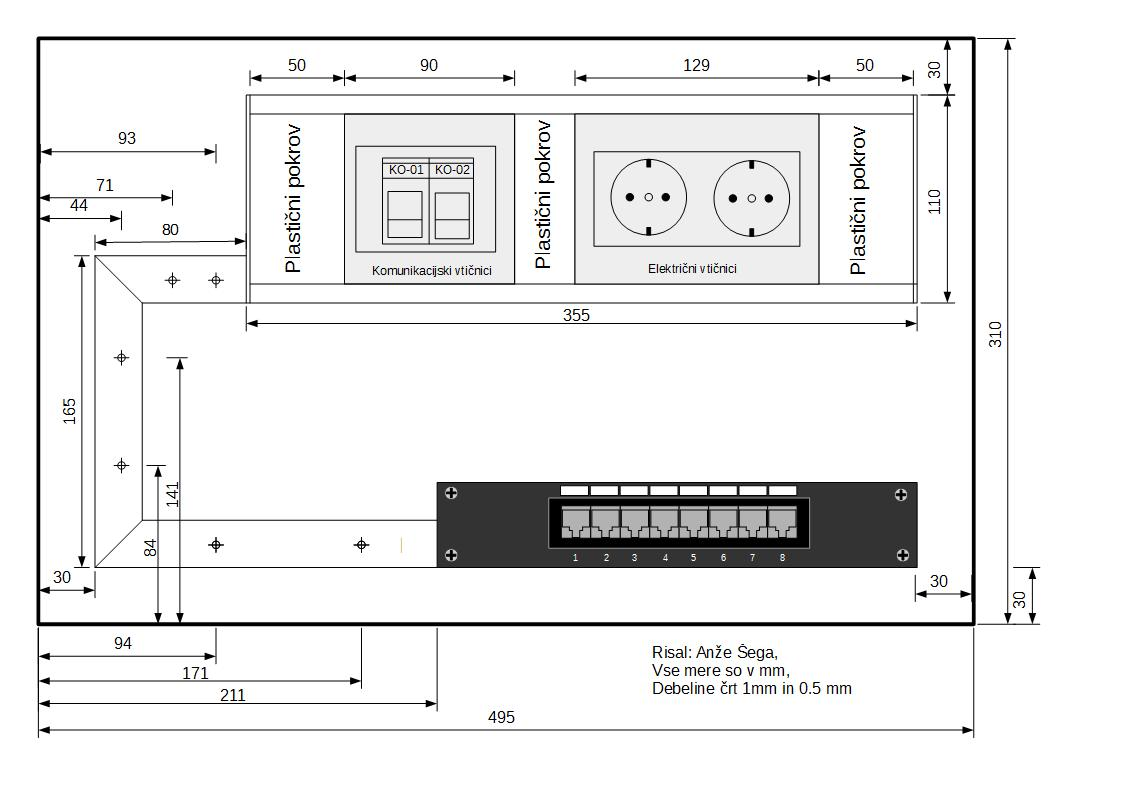 50
90
129
50
30
93
Plastični pokrov
Plastični pokrov
Plastični pokrov
KO-01
KO-02
71
44
110
80
Komunikacijski vtičnici
Električni vtičnici
355
310
165
141
84
1 2 3 4 5 6 7 8
30
30
30
94
171
211
495
Risal: Anže Šega,
Vse mere so v mm,
Debeline črt 1mm in 0.5 mm